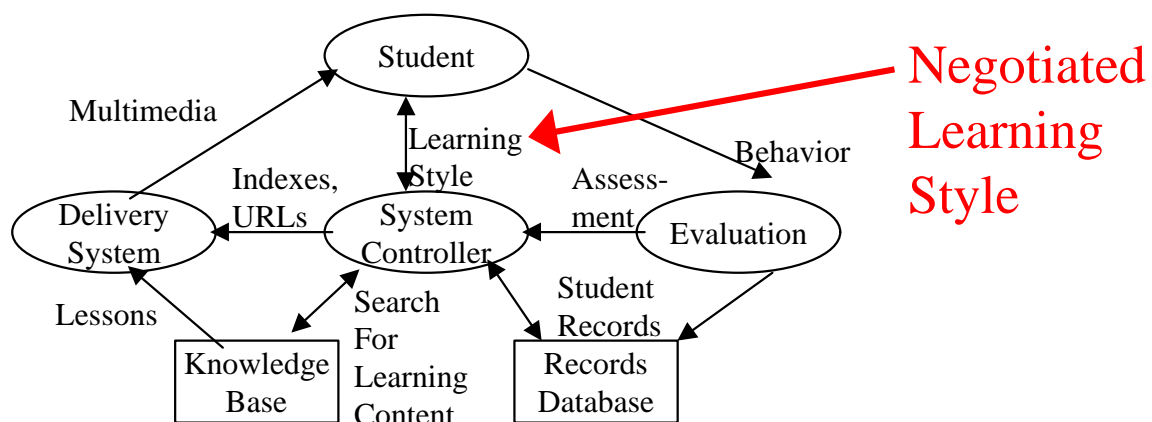 Student
Negotiated
Learning
Style
Multimedia
Learning
Style
Behavior
Indexes,
URLs
Assess-
ment
Delivery
System
System
Controller
Evaluation
Lessons
Search
For
Learning
Content
Student
Records
Knowledge
Base
Records
Database